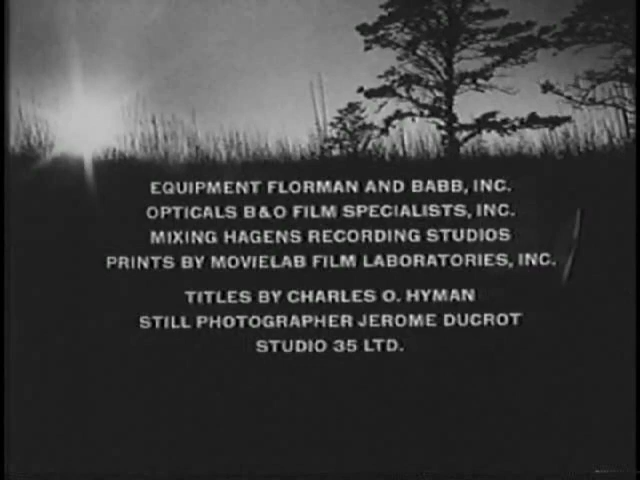 EQUIPMENT FLORMAN AND BABB, INC.
OPTICALS B&O FILM SPECIALISTS, INC.
MIXING HAGENS RECORDING STUDIOS
PRINTS BY MOVIELAB FILM LABORATORIES, INC.
TITLES BY CHARLES O. HYMAN
STILL PHOTOGRAPHER JEROME DUCROT
STUDIO 35 LTD.